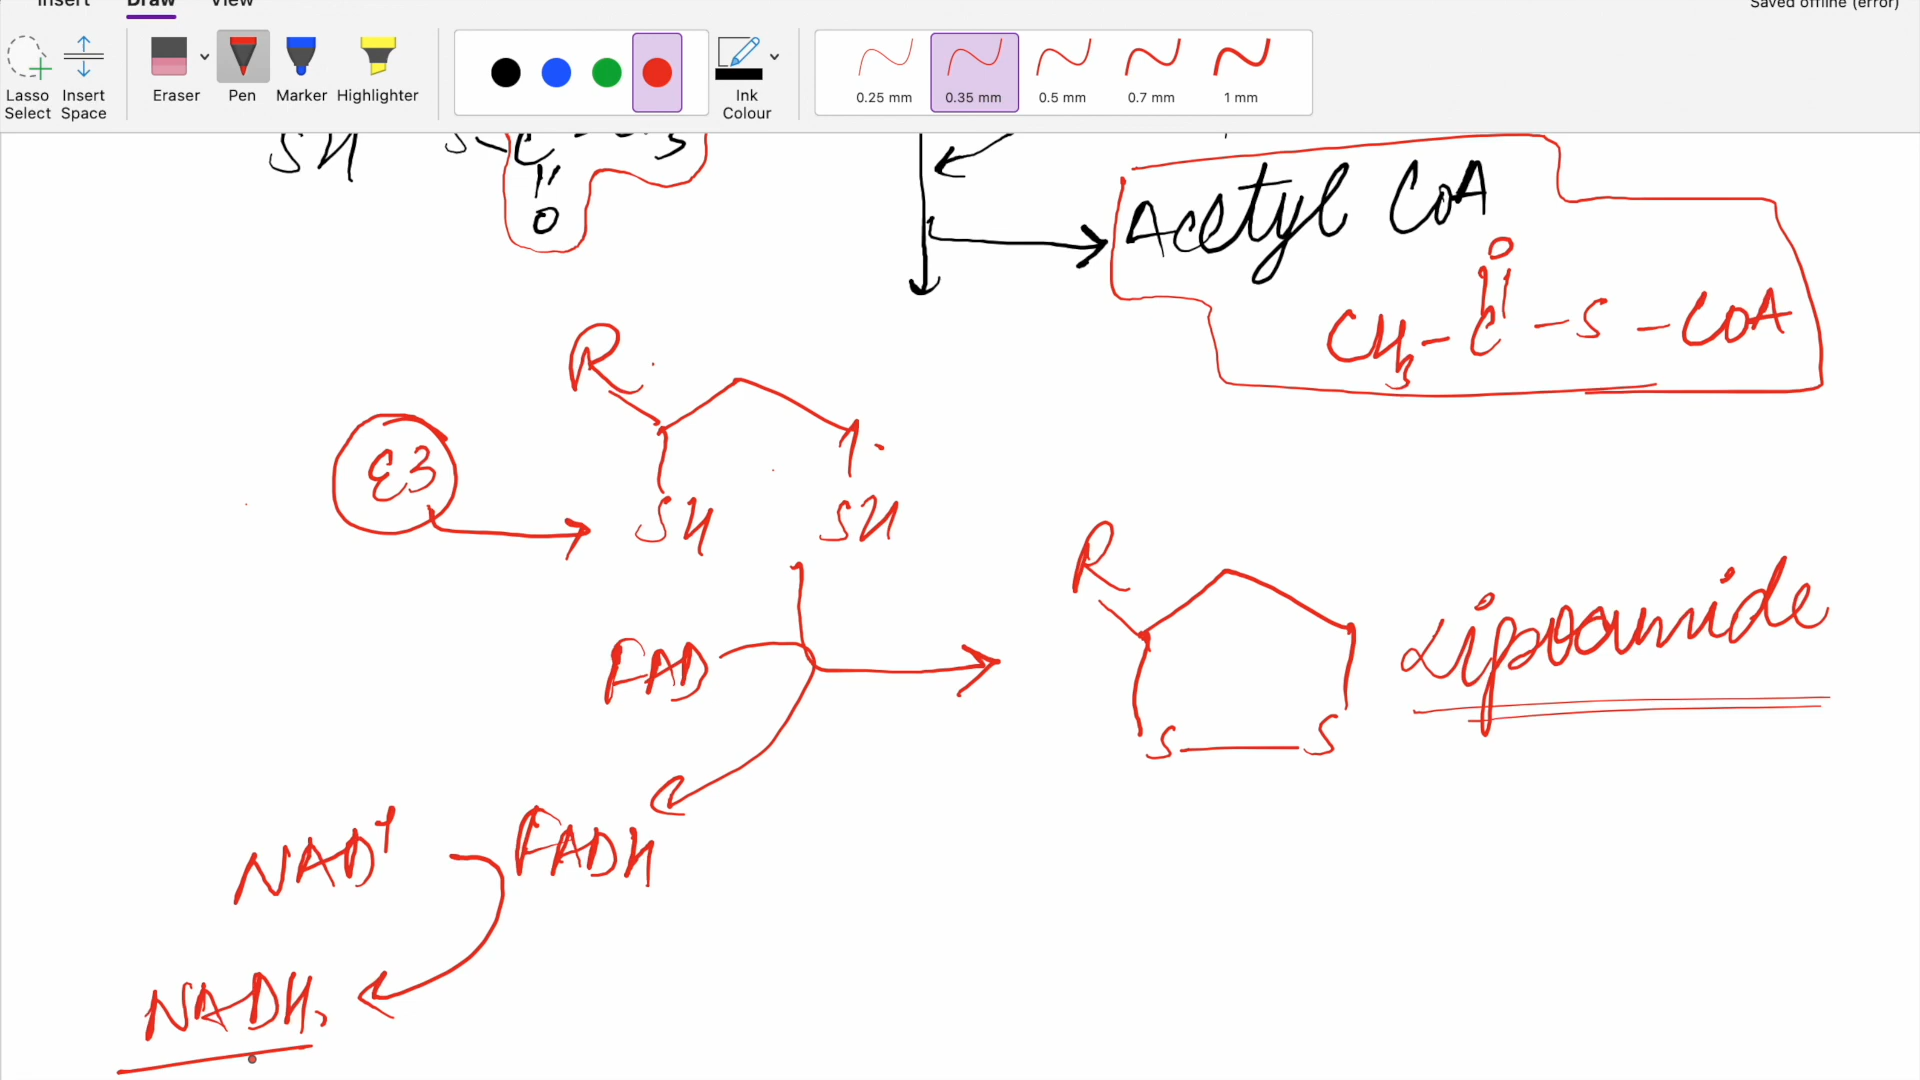 Insert Draw View Saved offline (error)
Lasso Select
Insert Space
Eraser
Pen
Marker
Highlighter
Ink Colour
0.25 mm
0.35 mm
0.5 mm
0.7 mm
1 mm
SH
S
C
O
Acetyl CoA
O
CH3 - C - S - CoA
R
E3
SH SH
R
Lipoamide
FAD
S S
NAD+
FADH
NADH